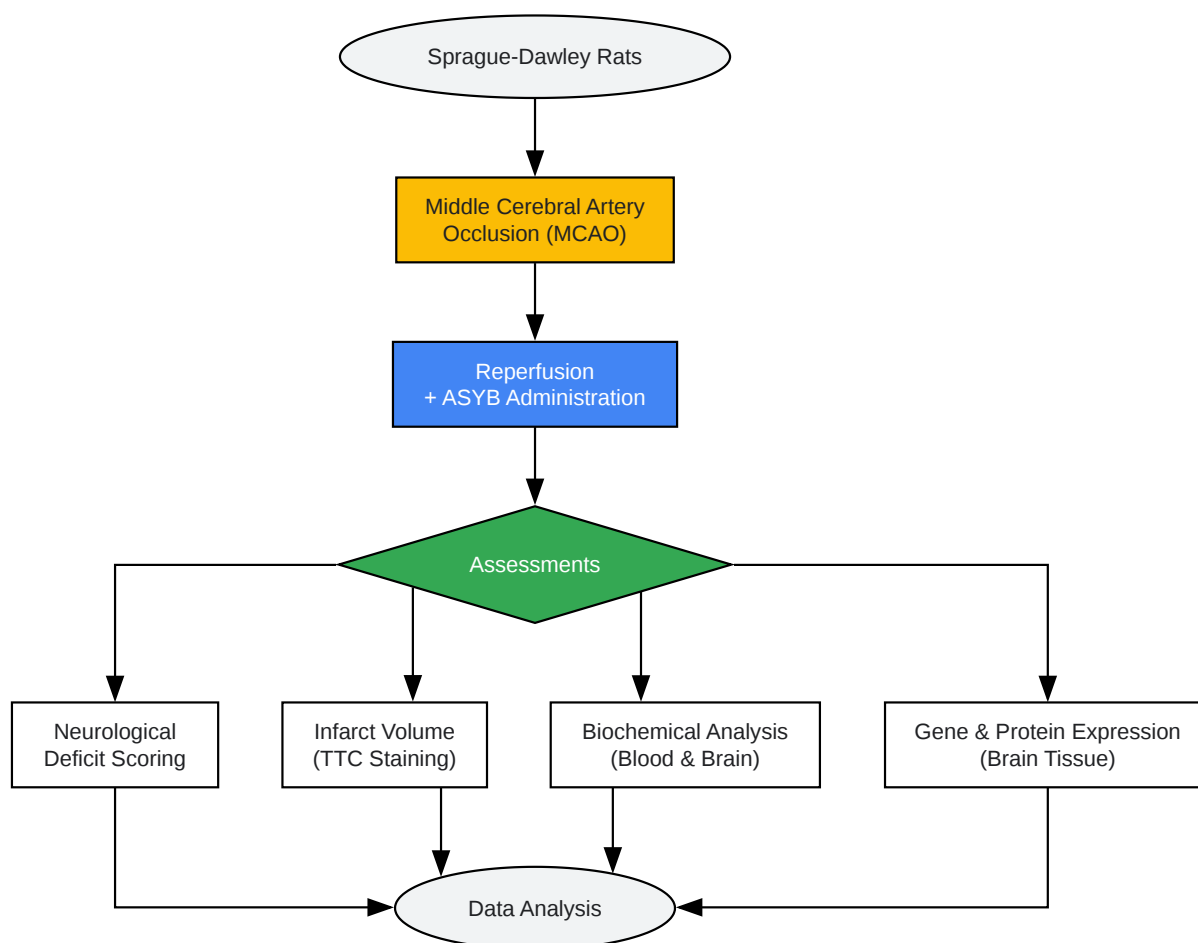 Sprague-Dawley Rats
Middle Cerebral Artery
Occlusion (MCAO)
Reperfusion
+ ASYB Administration
Assessments
Neurological
Deficit Scoring
Infarct Volume
(TTC Staining)
Biochemical Analysis
(Blood & Brain)
Gene & Protein Expression
(Brain Tissue)
Data Analysis